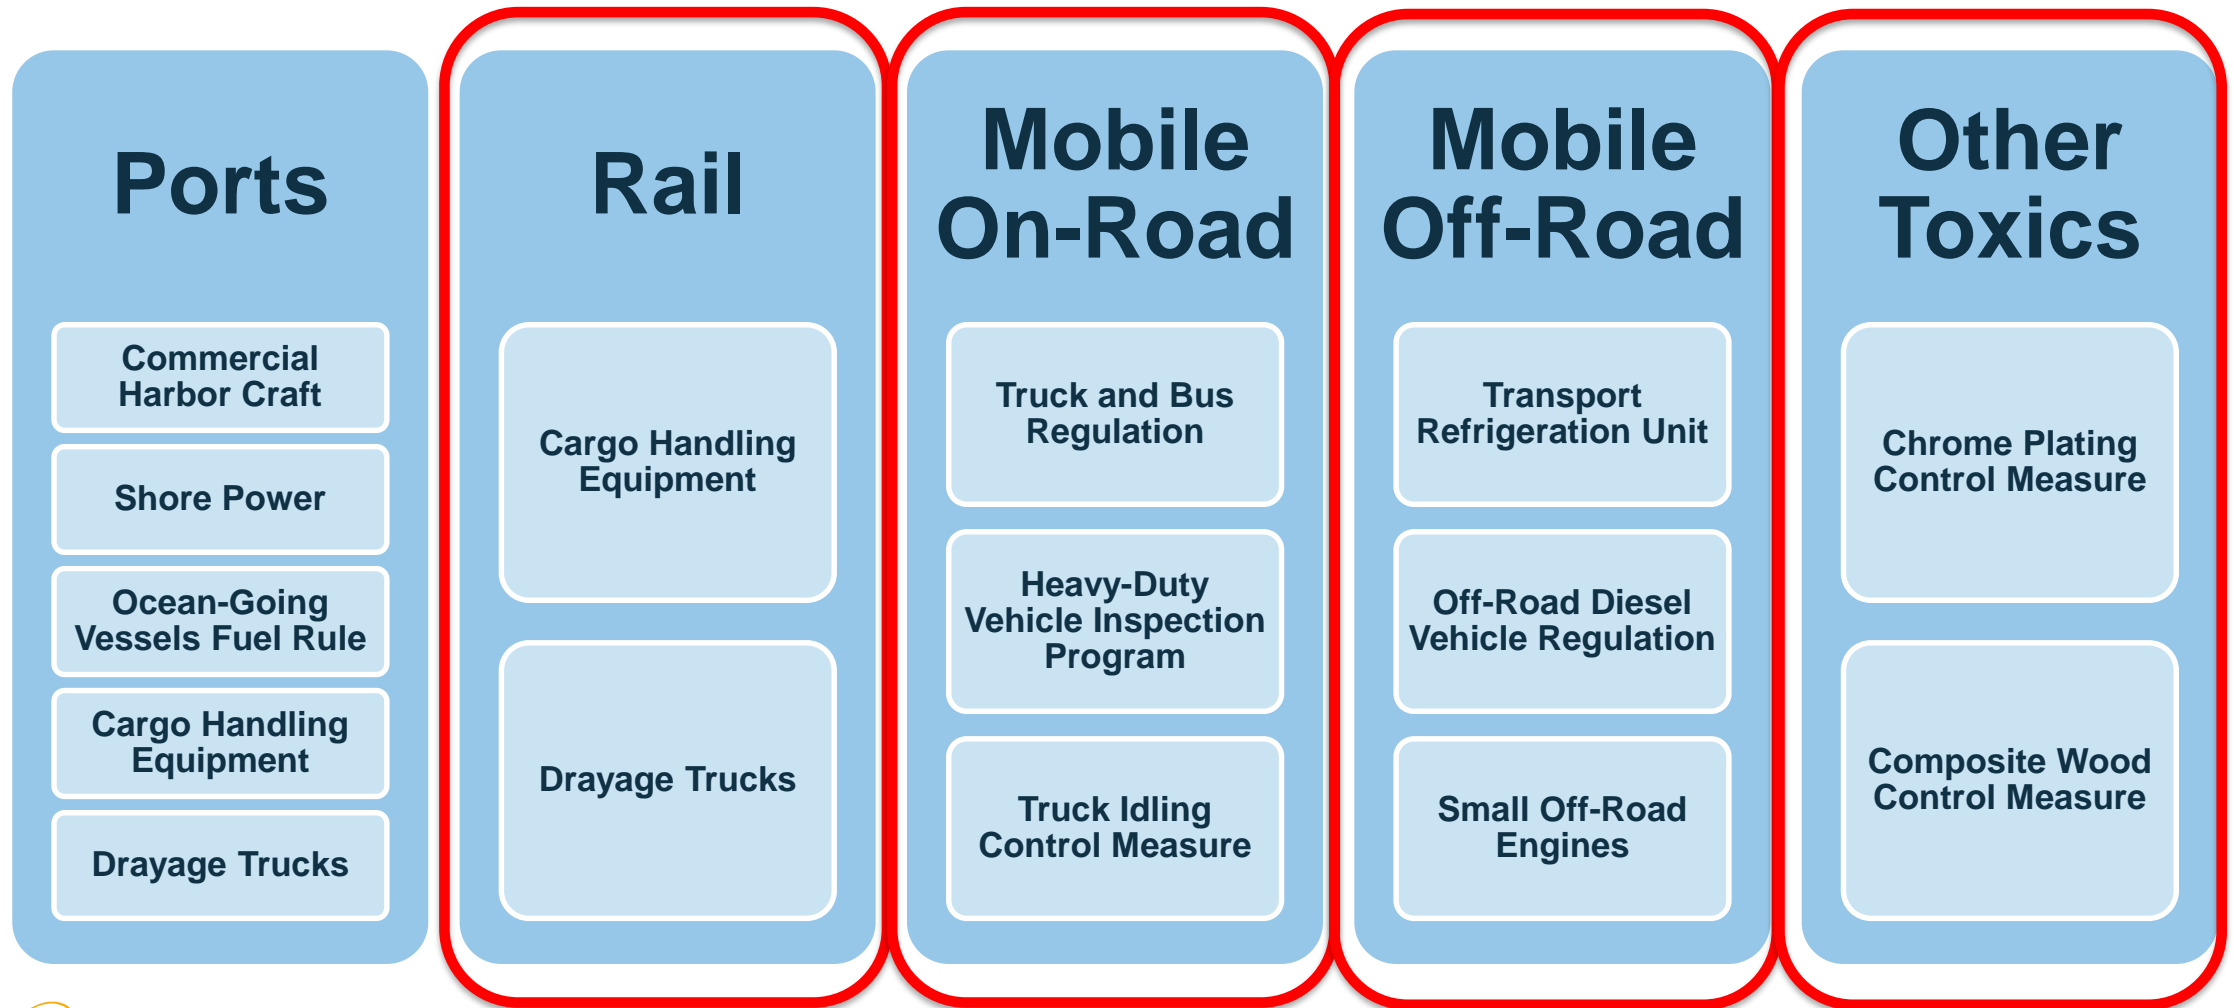 Ports
Commercial
Harbor Craft
Shore Power
Ocean-Going
Vessels Fuel Rule
Cargo Handling
Equipment
Drayage Trucks
Rail
Cargo Handling
Equipment
Drayage Trucks
Mobile
On-Road
Truck and Bus
Regulation
Heavy-Duty
Vehicle Inspection
Program
Truck Idling
Control Measure
Mobile
Off-Road
Transport
Refrigeration Unit
Off-Road Diesel
Vehicle Regulation
Small Off-Road
Engines
Other
Toxics
Chrome Plating
Control Measure
Composite Wood
Control Measure